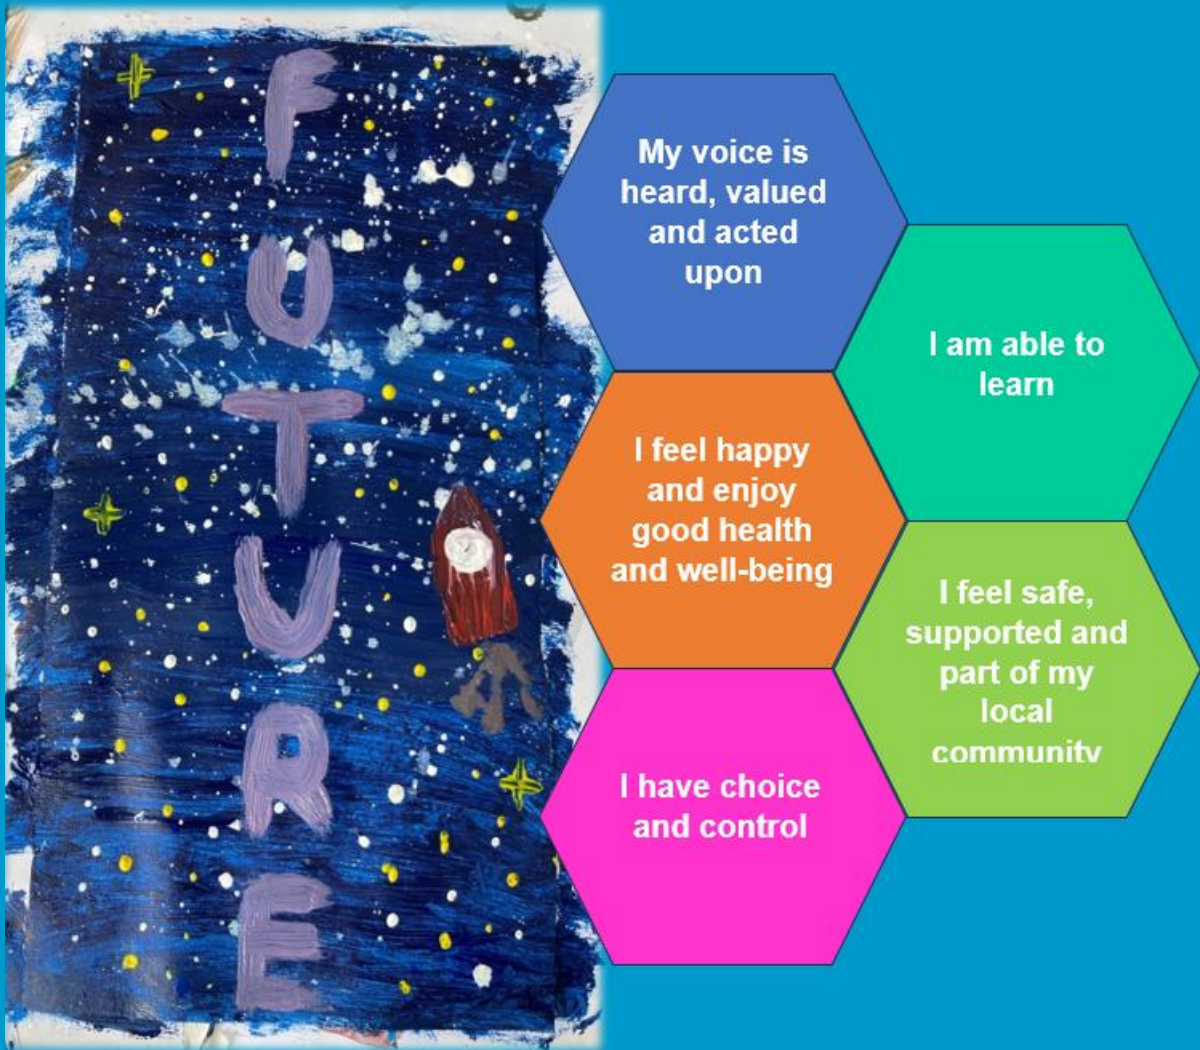 FUTURE
My voice is
heard, valued
and acted
upon
I am able to
learn
I feel happy
and enjoy
good health
and well-being
I feel safe,
supported and
part of my
local
community
I have choice
and control